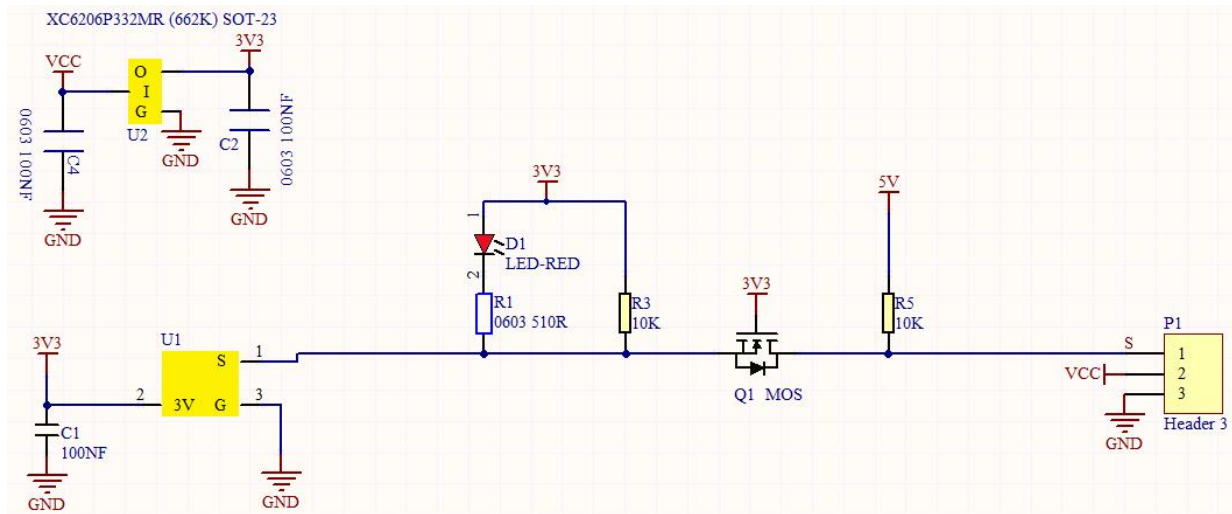 XC6206P332MR (662K) SOT-23
VCC
3V3
O
I
G
U2
0603 100NF
C4
GND
GND
C2
0603 100NF
GND
3V3
1
D1
LED-RED
2
R1
0603 510R
R3
10K
3V3
Q1 MOS
5V
R5
10K
P1
S
1
VCC
2
3
GND
Header 3
U1
3V3
S
1
2
3V
G
3
C1
100NF
GND
GND